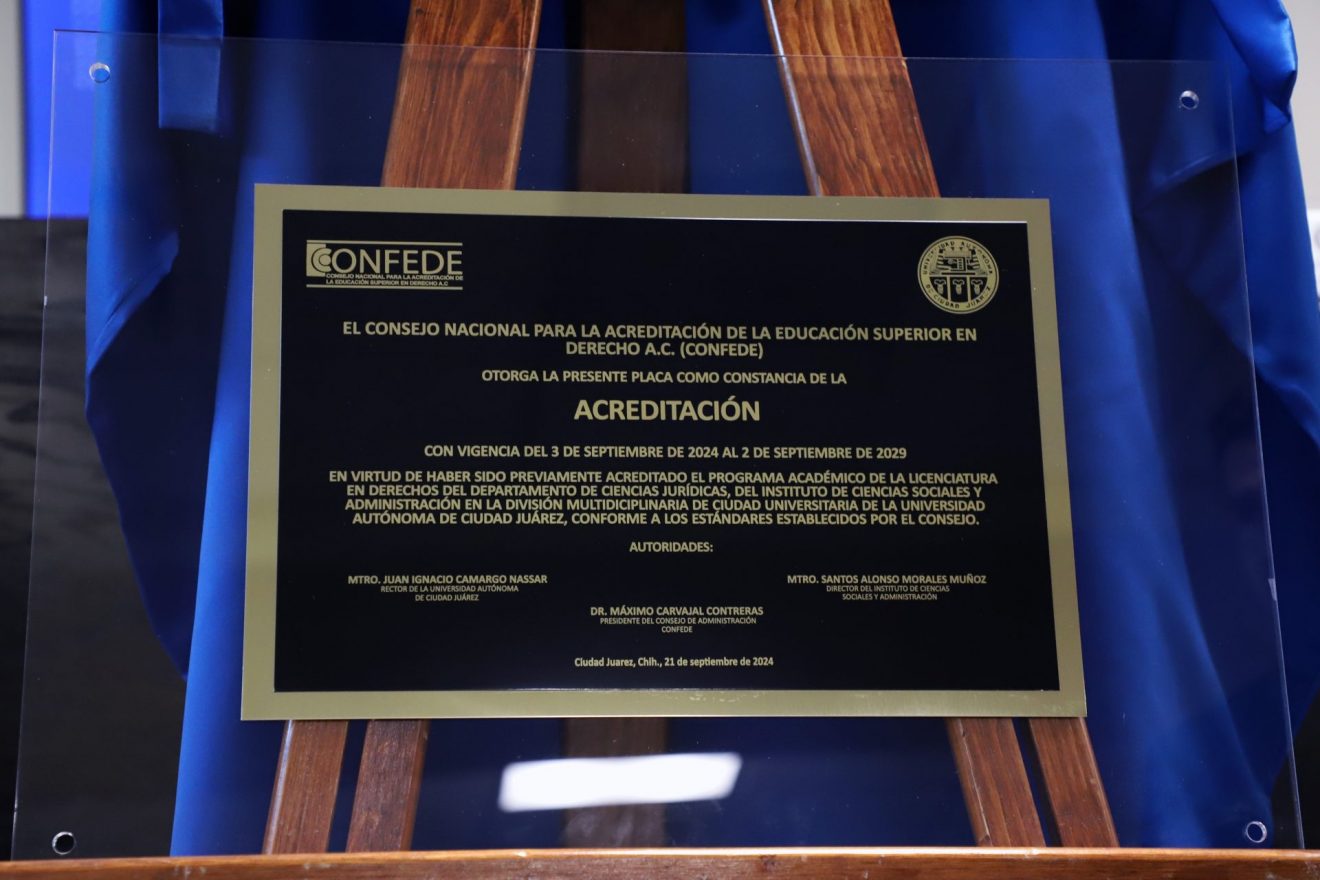 CONFEDE
CONSEJO NACIONAL PARA LA ACREDITACIÓN DE
LA EDUCACIÓN SUPERIOR EN DERECHO A.C
EL CONSEJO NACIONAL PARA LA ACREDITACIÓN DE LA EDUCACIÓN SUPERIOR EN
DERECHO A.C. (CONFEDE)
OTORGA LA PRESENTE PLACA COMO CONSTANCIA DE LA
ACREDITACIÓN
CON VIGENCIA DEL 3 DE SEPTIEMBRE DE 2024 AL 2 DE SEPTIEMBRE DE 2029
EN VIRTUD DE HABER SIDO PREVIAMENTE ACREDITADO EL PROGRAMA ACADÉMICO DE LA LICENCIATURA
EN DERECHOS DEL DEPARTAMENTO DE CIENCIAS JURÍDICAS, DEL INSTITUTO DE CIENCIAS SOCIALES Y
ADMINISTRACIÓN EN LA DIVISIÓN MULTIDICIPLINARIA DE CIUDAD UNIVERSITARIA DE LA UNIVERSIDAD
AUTÓNOMA DE CIUDAD JUÁREZ, CONFORME A LOS ESTÁNDARES ESTABLECIDOS POR EL CONSEJO.
AUTORIDADES:
MTRO. JUAN IGNACIO CAMARGO NASSAR
RECTOR DE LA UNIVERSIDAD AUTÓNOMA
DE CIUDAD JUÁREZ
MTRO. SANTOS ALONSO MORALES MUÑOZ
DIRECTOR DEL INSTITUTO DE CIENCIAS
SOCIALES Y ADMINISTRACIÓN
DR. MÁXIMO CARVAJAL CONTRERAS
PRESIDENTE DEL CONSEJO DE ADMINISTRACIÓN
CONFEDE
Ciudad Juarez, Chih., 21 de septiembre de 2024